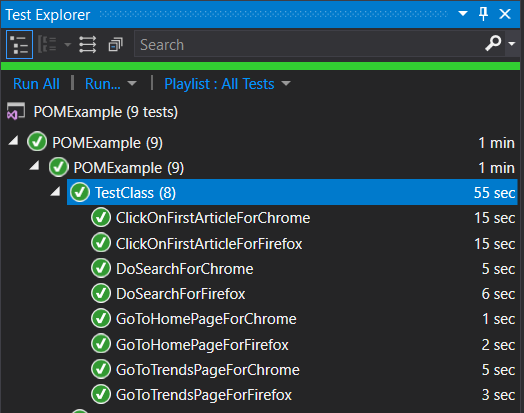 Test Explorer
Search
Run All | Run... | Playlist : All Tests
POMExample (9 tests)
POMExample (9) 1 min
POMExample (9) 1 min
TestClass (8) 55 sec
ClickOnFirstArticleForChrome 15 sec
ClickOnFirstArticleForFirefox 15 sec
DoSearchForChrome 5 sec
DoSearchForFirefox 6 sec
GoToHomePageForChrome 1 sec
GoToHomePageForFirefox 2 sec
GoToTrendsPageForChrome 5 sec
GoToTrendsPageForFirefox 3 sec